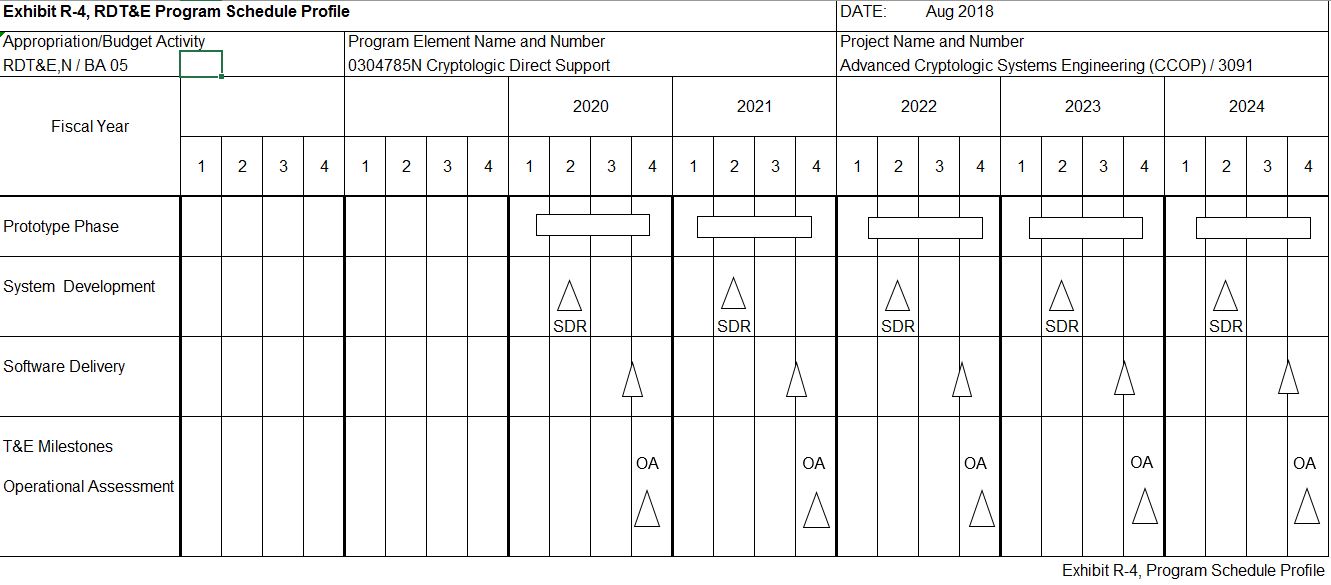 Exhibit R-4, RDT&E Program Schedule Profile
DATE: Aug 2018
Appropriation/Budget Activity
RDT&E,N / BA 05
Program Element Name and Number
0304785N Cryptologic Direct Support
Project Name and Number
Advanced Cryptologic Systems Engineering (CCOP) / 3091
Fiscal Year
2020 2021 2022 2023 2024
1 2 3 4 1 2 3 4 1 2 3 4 1 2 3 4 1 2 3 4 1 2 3 4 1 2 3 4
Prototype Phase
System Development
SDR SDR SDR SDR SDR
Software Delivery
T&E Milestones
OA OA OA OA OA
Operational Assessment
Exhibit R-4, Program Schedule Profile